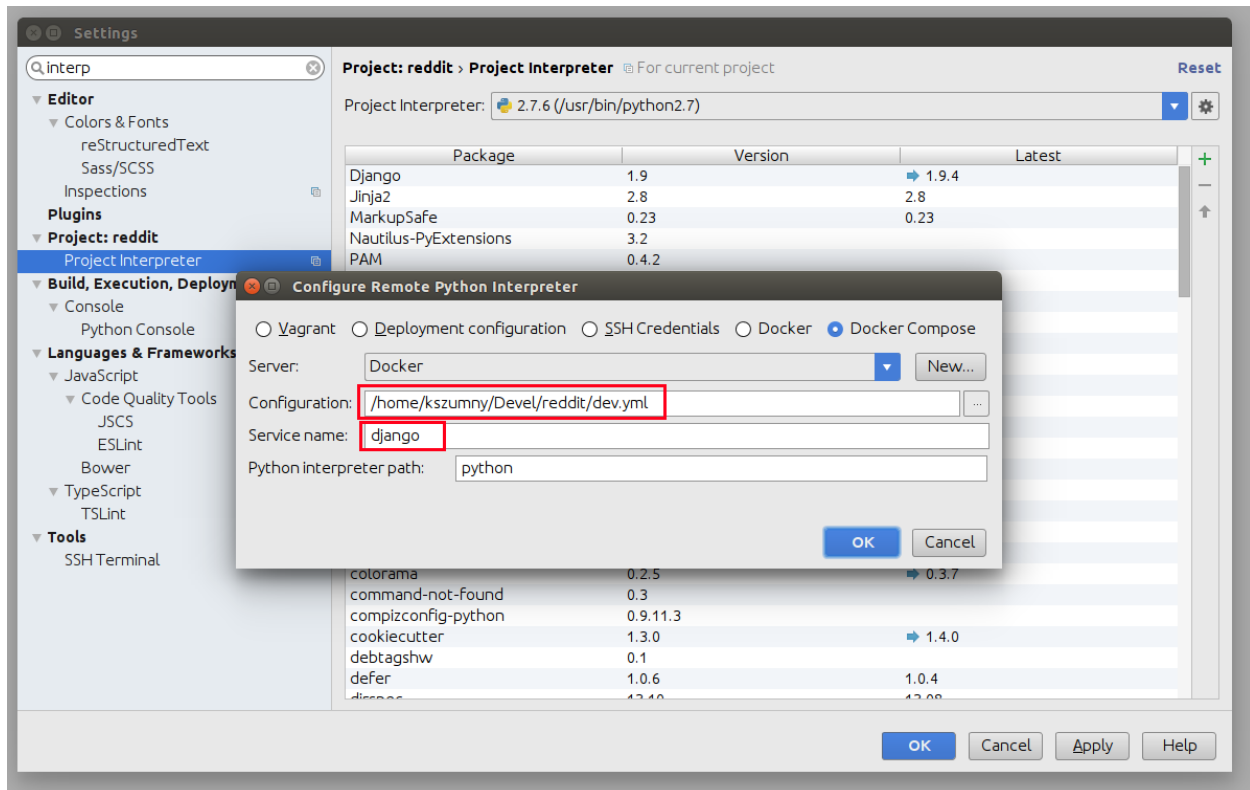 Settings
interp
Project: reddit › Project Interpreter For current project
Reset
Editor
Colors & Fonts
reStructuredText
Sass/SCSS
Inspections
Plugins
Project: reddit
Project Interpreter
Build, Execution, Deploym
Console
Python Console
Languages & Frameworks
JavaScript
Code Quality Tools
JSCS
ESLint
Bower
TypeScript
TSLint
Tools
SSH Terminal
Project Interpreter: 2.7.6 (/usr/bin/python2.7)
Package Version Latest
Django 1.9 1.9.4
Jinja2 2.8 2.8
MarkupSafe 0.23 0.23
Nautilus-PyExtensions 3.2
PAM 0.4.2
Configure Remote Python Interpreter
Vagrant Deployment configuration SSH Credentials Docker Docker Compose
Server: Docker New...
Configuration: /home/kszumny/Devel/reddit/dev.yml ...
Service name: django
Python interpreter path: python
OK Cancel
colorama 0.2.5 0.3.7
command-not-found 0.3
compizconfig-python 0.9.11.3
cookiecutter 1.3.0 1.4.0
debtagshw 0.1
defer 1.0.6 1.0.4
OK Cancel Apply Help